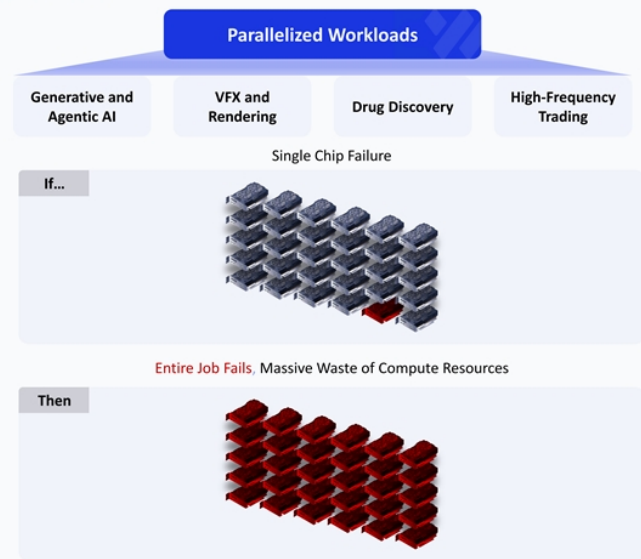 Parallelized Workloads
Generative and
Agentic AI
VFX and
Rendering
Drug Discovery
High-Frequency
Trading
Single Chip Failure
If...
Entire Job Fails, Massive Waste of Compute Resources
Then